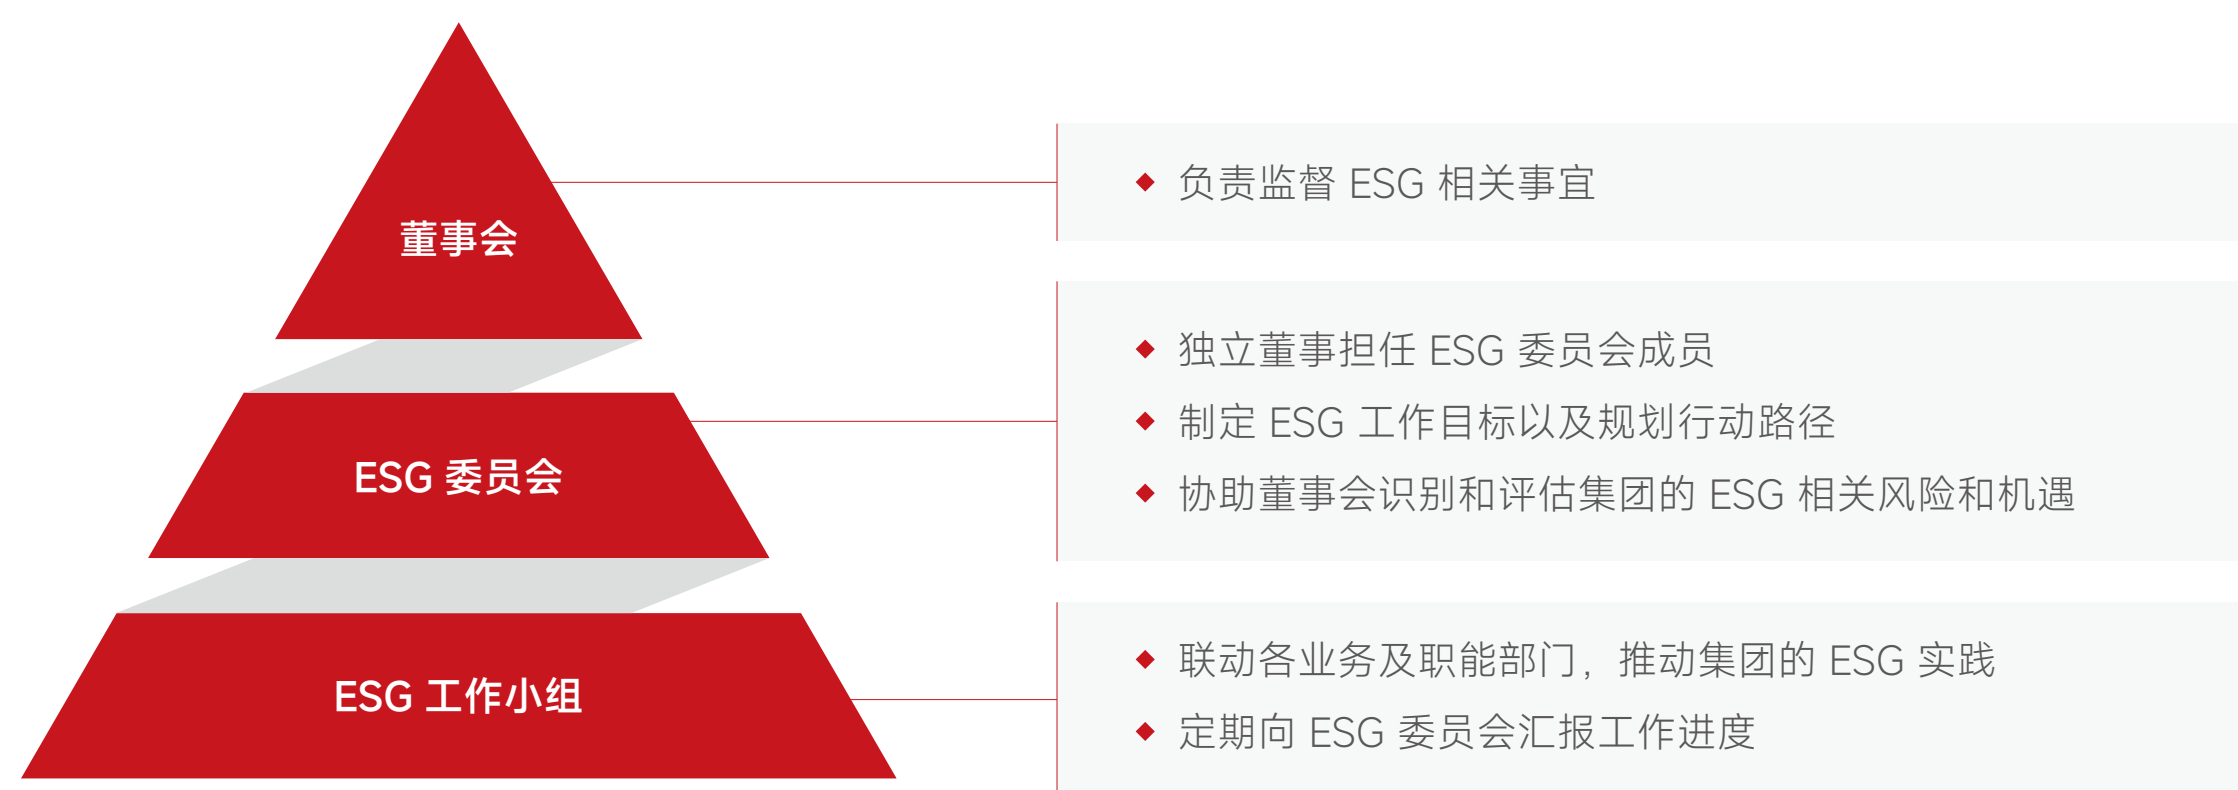 董事会
负责监督 ESG 相关事宜
ESG 委员会
独立董事担任 ESG 委员会成员
制定 ESG 工作目标以及规划行动路径
协助董事会识别和评估集团的 ESG 相关风险和机遇
ESG 工作小组
联动各业务及职能部门，推动集团的 ESG 实践
定期向 ESG 委员会汇报工作进度